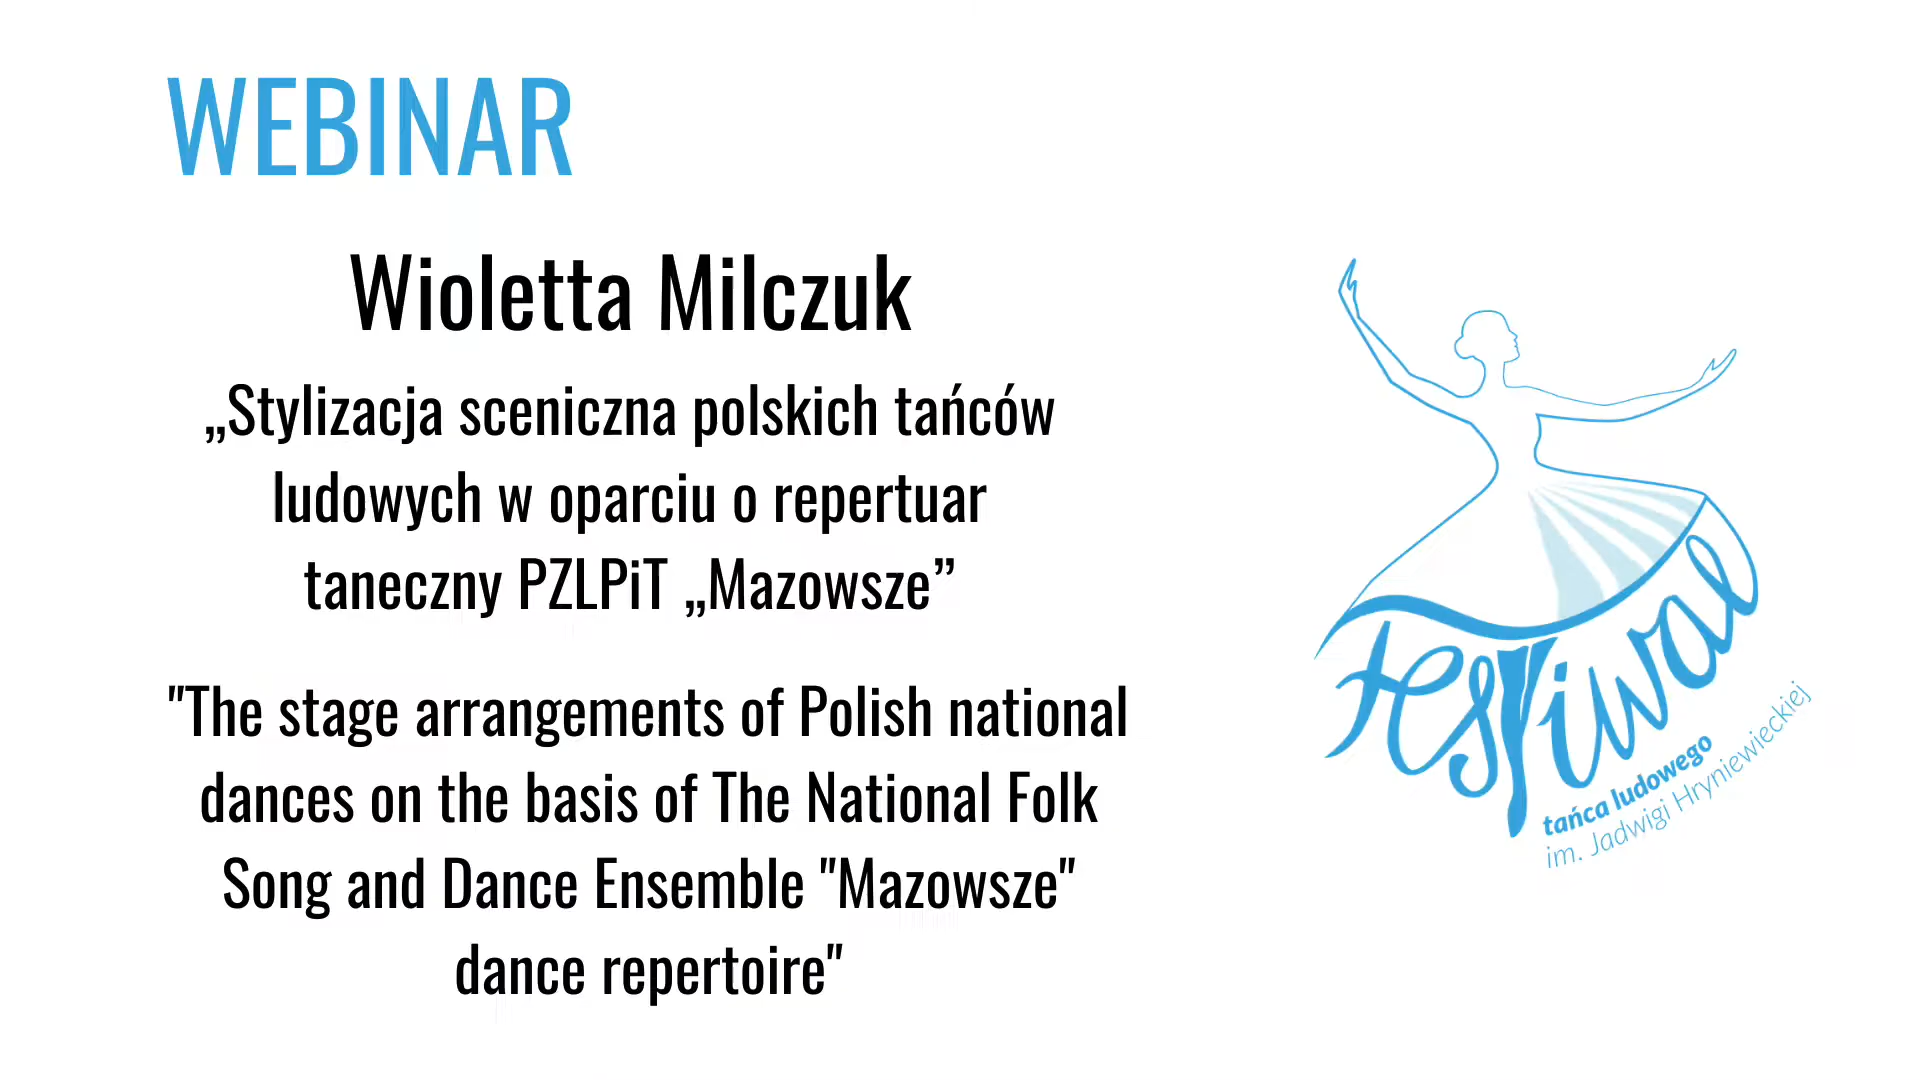 WEBINAR
Wioletta Milczuk
„Stylizacja sceniczna polskich tańców
ludowych w oparciu o repertuar
taneczny PZLPiT „Mazowsze”
"The stage arrangements of Polish national
dances on the basis of The National Folk
Song and Dance Ensemble "Mazowsze"
dance repertoire"
festiwal
tańca ludowego
im. Jadwigi Hryniewieckiej